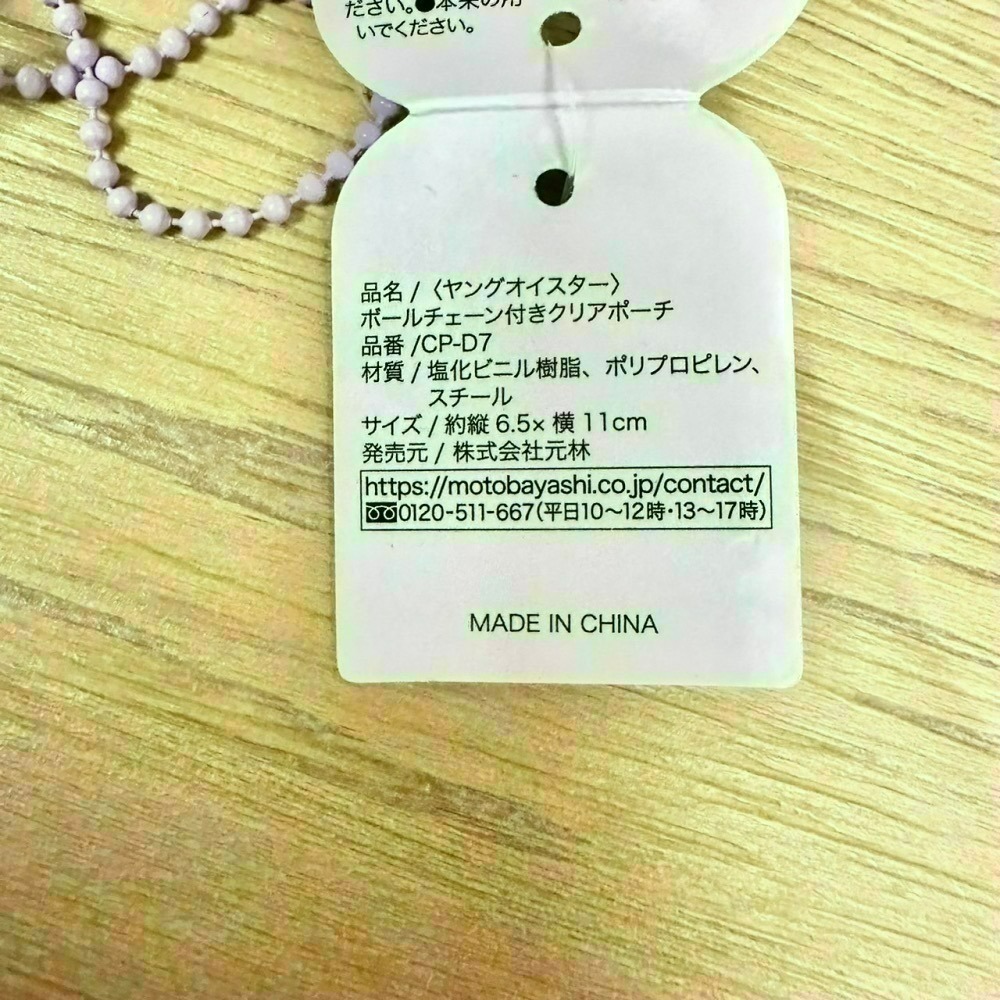 ださい。●本来の用
いでください。
品名 / 〈ヤングオイスター〉
ボールチェーン付きクリアポーチ
品番 /CP-D7
材質 / 塩化ビニル樹脂、ポリプロピレン、
スチール
サイズ / 約縦 6.5× 横 11cm
発売元 / 株式会社元林
https://motobayashi.co.jp/contact/
0120-511-667(平日10〜12時・13〜17時)
MADE IN CHINA